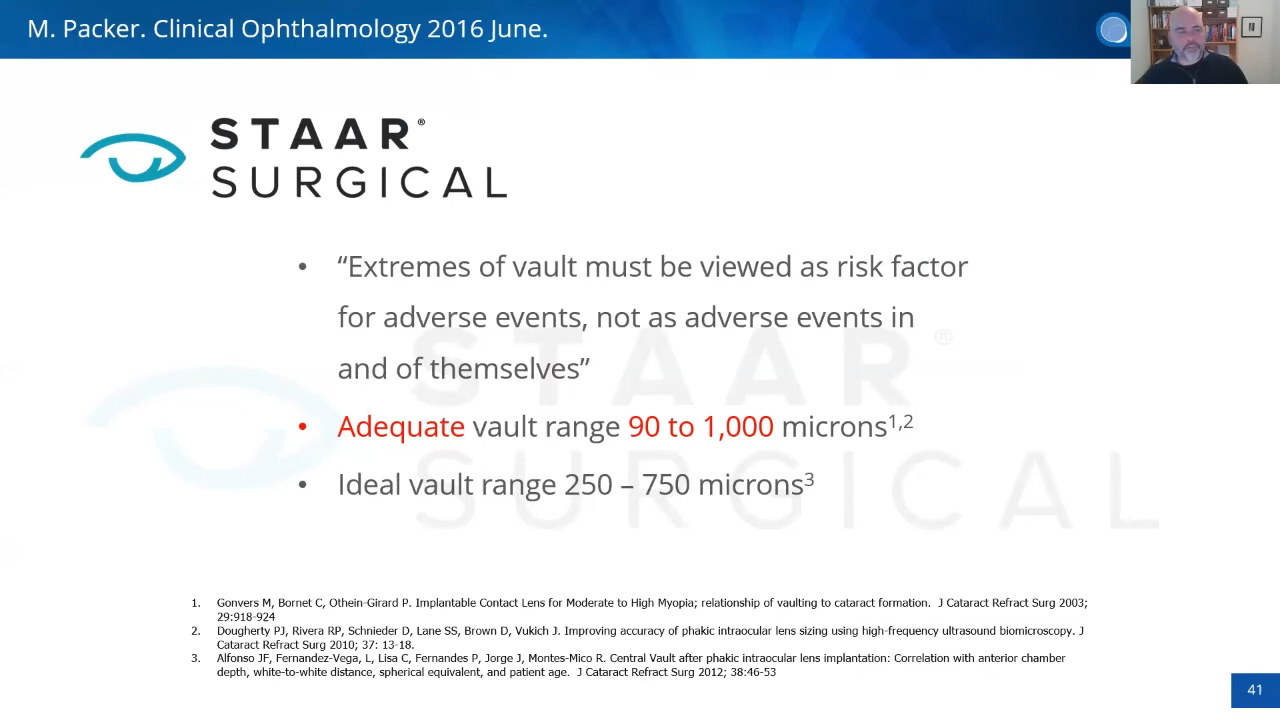 M. Packer. Clinical Ophthalmology 2016 June.
STAAR®
SURGICAL
• “Extremes of vault must be viewed as risk factor
for adverse events, not as adverse events in
and of themselves”
• Adequate vault range 90 to 1,000 microns1,2
• Ideal vault range 250 – 750 microns3
STAAR®
SURGICAL
1. Gonvers M, Bornet C, Othein-Girard P. Implantable Contact Lens for Moderate to High Myopia; relationship of vaulting to cataract formation. J Cataract Refract Surg 2003;
29:918-924
2. Dougherty PJ, Rivera RP, Schnieder D, Lane SS, Brown D, Vukich J. Improving accuracy of phakic intraocular lens sizing using high-frequency ultrasound biomicroscopy. J
Cataract Refract Surg 2010; 37: 13-18.
3. Alfonso JF, Fernandez-Vega, L, Lisa C, Fernandes P, Jorge J, Montes-Mico R. Central Vault after phakic intraocular lens implantation: Correlation with anterior chamber
depth, white-to-white distance, spherical equivalent, and patient age. J Cataract Refract Surg 2012; 38:46-53
41